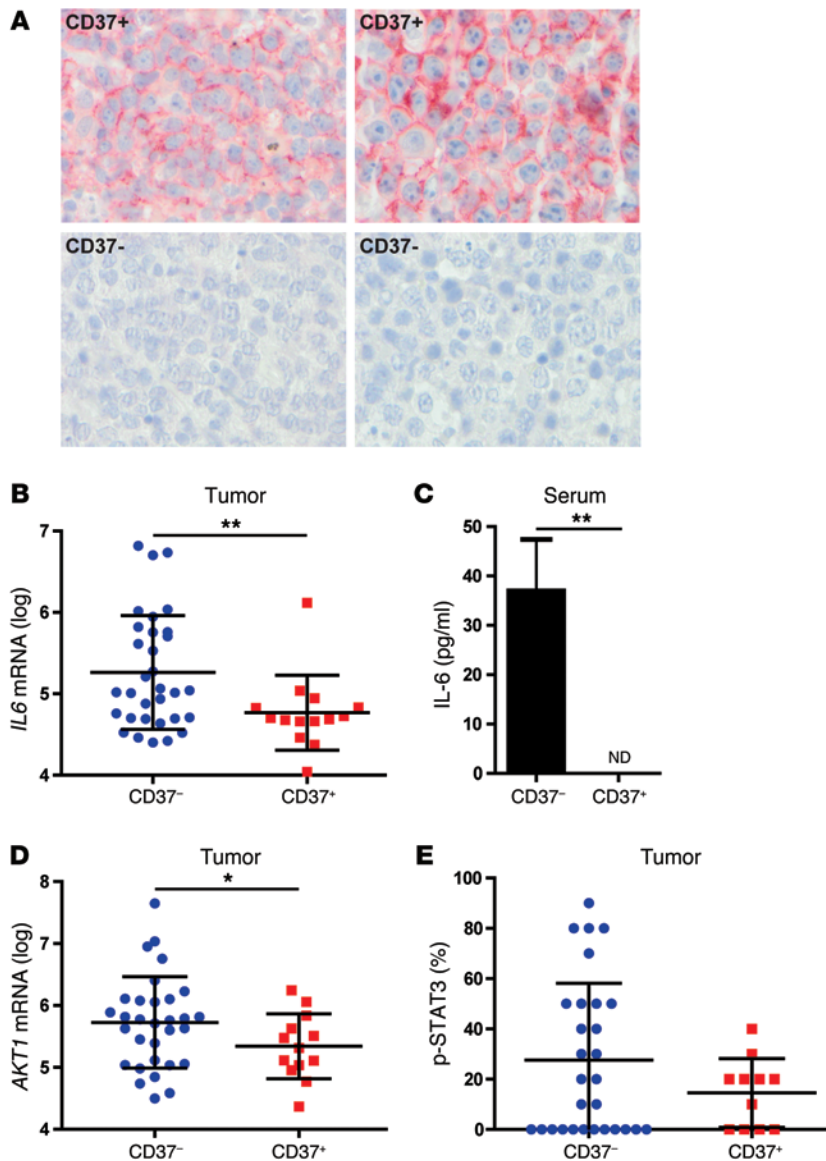 A
CD37+
CD37+
CD37-
CD37-
B
Tumor
**
IL6 mRNA (log)
7
6
5
4
CD37⁻
CD37⁺
C
Serum
**
IL-6 (pg/ml)
50
40
30
20
10
0
ND
CD37⁻
CD37⁺
D
Tumor
*
AKT1 mRNA (log)
8
7
6
5
4
CD37⁻
CD37⁺
E
Tumor
p-STAT3 (%)
100
80
60
40
20
0
CD37⁻
CD37⁺